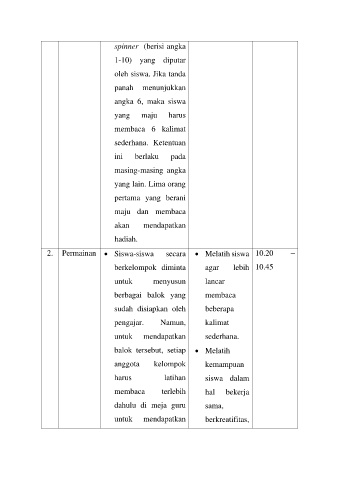 spinner (berisi angka
1-10) yang diputar
oleh siswa. Jika tanda
panah menunjukkan
angka 6, maka siswa
yang maju harus
membaca 6 kalimat
sederhana. Ketentuan
ini berlaku pada
masing-masing angka
yang lain. Lima orang
pertama yang berani
maju dan membaca
akan mendapatkan
hadiah.
2. Permainan
• Siswa-siswa secara
berkelompok diminta
untuk menyusun
berbagai balok yang
sudah disiapkan oleh
pengajar. Namun,
untuk mendapatkan
balok tersebut, setiap
anggota kelompok
harus latihan
membaca terlebih
dahulu di meja guru
untuk mendapatkan
• Melatih siswa
agar lebih
lancar
membaca
beberapa
kalimat
sederhana.
• Melatih
kemampuan
siswa dalam
hal bekerja
sama,
berkreatifitas,
10.20 –
10.45